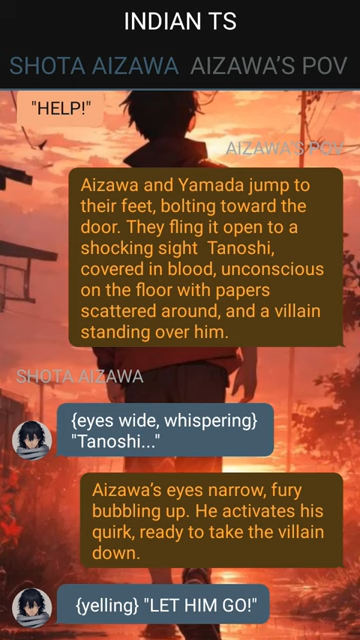 INDIAN TS
SHOTA AIZAWA AIZAWA’S POV
"HELP!"
AIZAWA'S POV
Aizawa and Yamada jump to
their feet, bolting toward the
door. They fling it open to a
shocking sight Tanoshi,
covered in blood, unconscious
on the floor with papers
scattered around, and a villain
standing over him.
SHOTA AIZAWA
{eyes wide, whispering}
"Tanoshi..."
Aizawa’s eyes narrow, fury
bubbling up. He activates his
quirk, ready to take the villain
down.
{yelling} "LET HIM GO!"